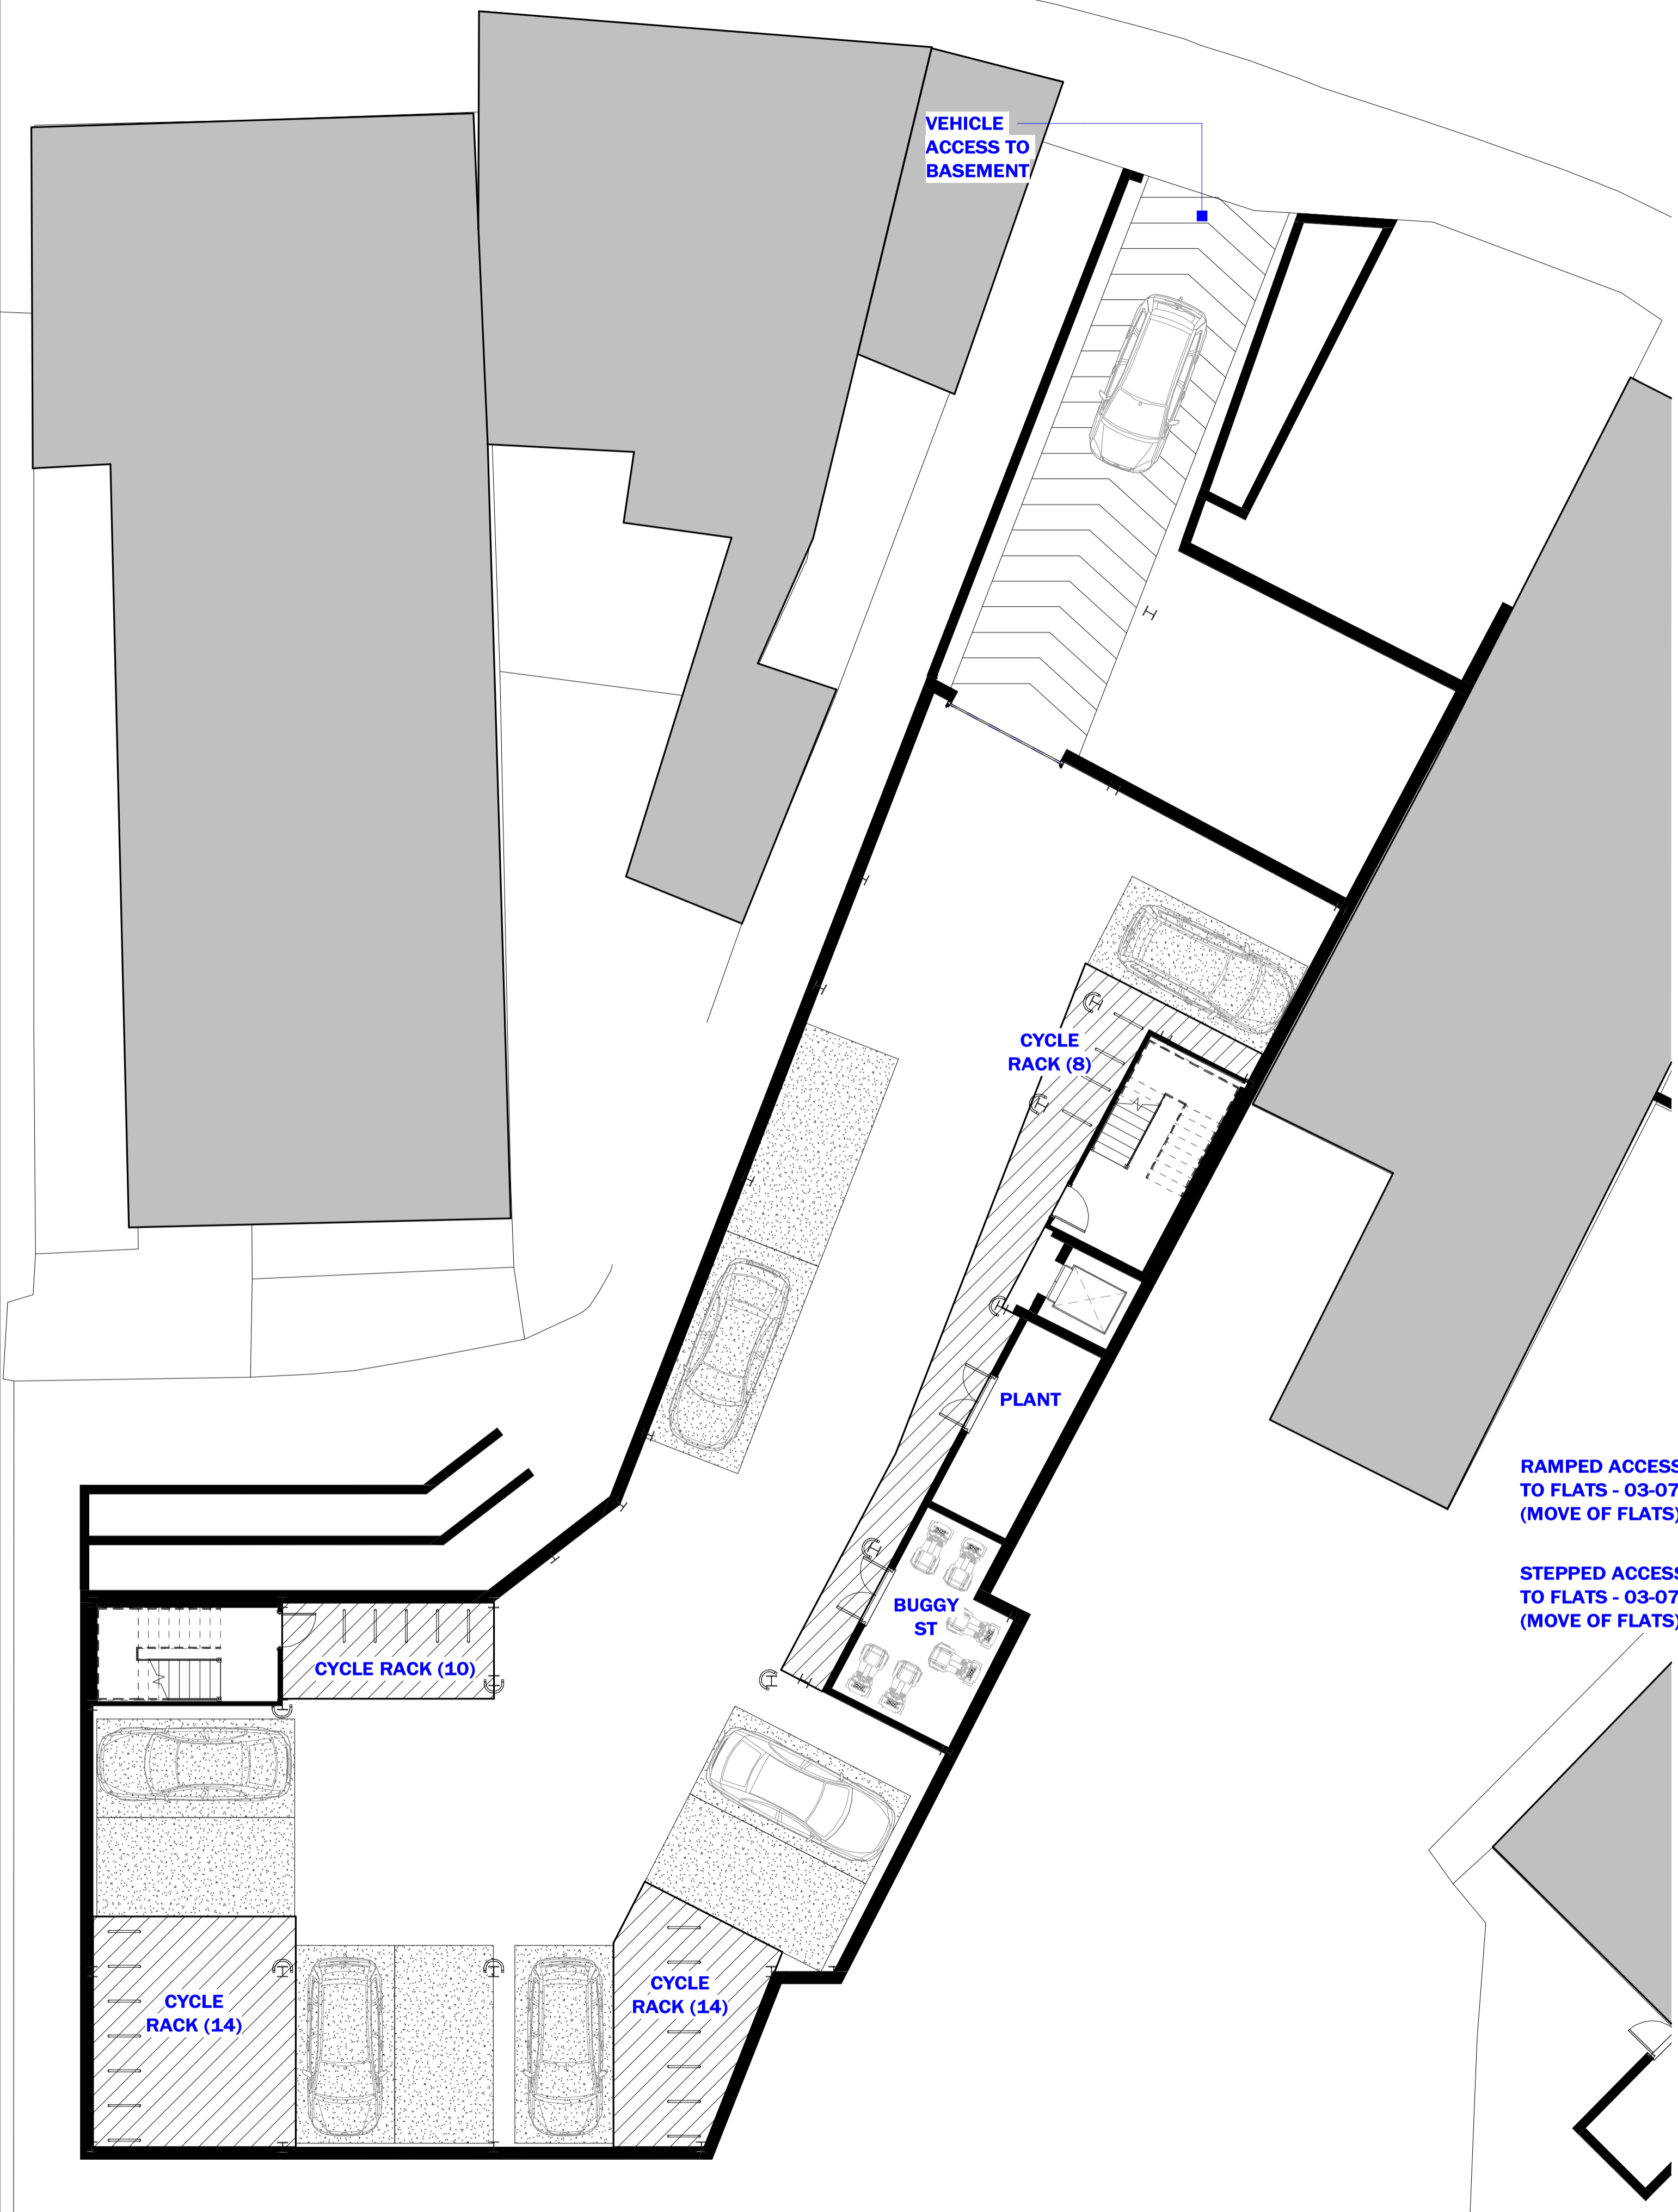 VEHICLE
ACCESS TO
BASEMENT
CYCLE
RACK (8)
PLANT
RAMPED ACCESS
TO FLATS - 03-07
(MOVE OF FLATS)
STEPPED ACCESS
TO FLATS - 03-07
(MOVE OF FLATS)
BUGGY
ST
CYCLE RACK (10)
CYCLE
RACK (14)
CYCLE
RACK (14)